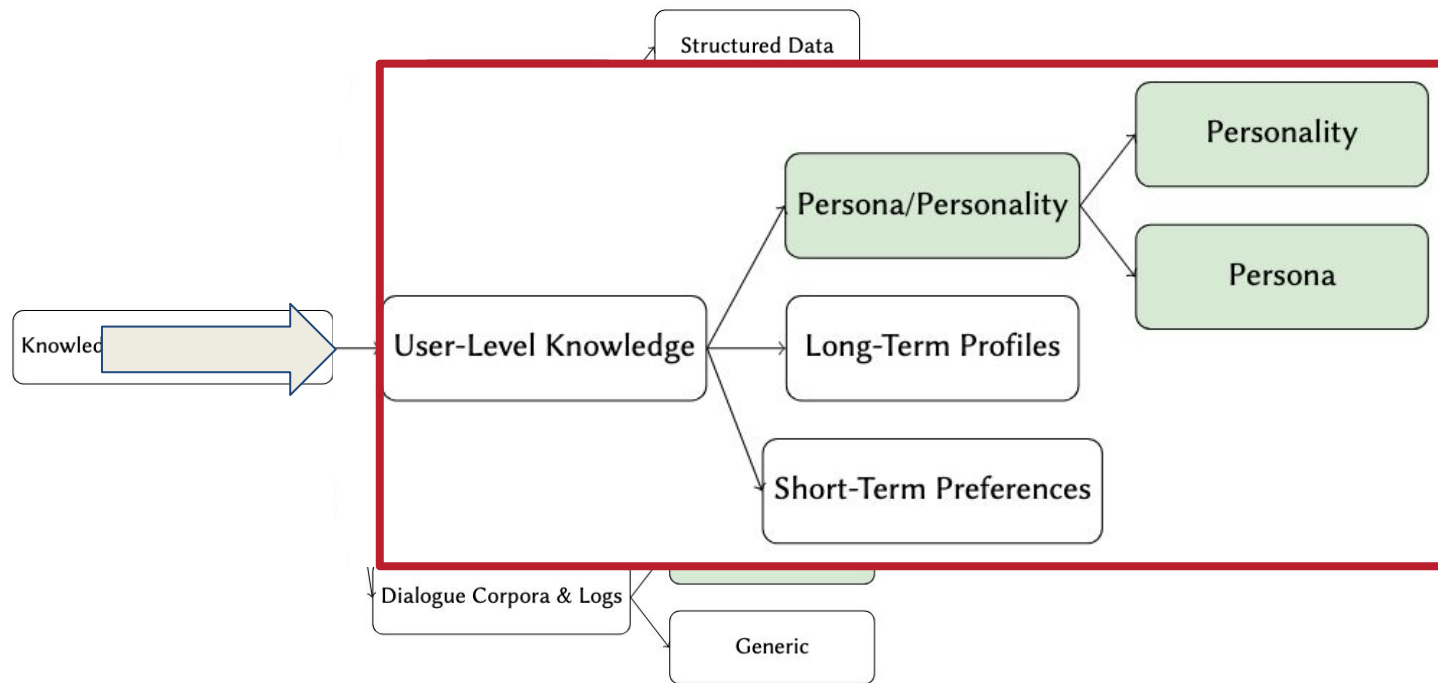 Structured Data
Personality
Persona/Personality
Persona
User-Level Knowledge
Long-Term Profiles
Short-Term Preferences
Dialogue Corpora & Logs
Generic